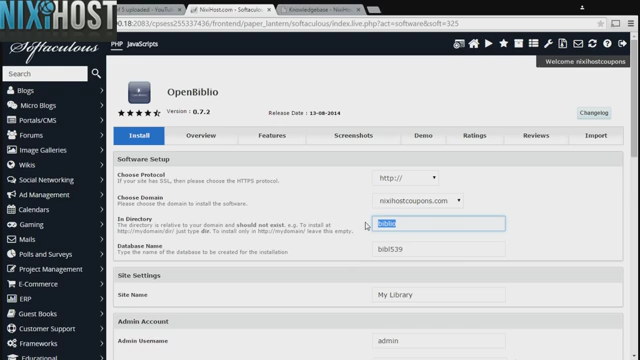 NIXIHOST
.com
NixiHost.com - Softaculous
Knowledgebase - NixiHos
00.18:2083/cpsess255337436/frontend/paper_lantern/softaculous/index.live.php?act=software&soft=325
Softaculous
PHP JavaScripts
Welcome nixihostcoupons
Search
Blogs
Micro Blogs
Portals/CMS
Forums
Image Galleries
Wikis
Social Networking
Ad Management
Calendars
Gaming
Mails
Polls and Surveys
Project Management
E-Commerce
ERP
Guest Books
Customer Support
Frameworks
Educational
OpenBiblio
Version : 0.7.2
Release Date : 13-08-2014
Changelog
Install Overview Features Screenshots Demo Ratings Reviews Import
Software Setup
Choose Protocol
If your site has SSL, then please choose the HTTPS protocol.
http://
Choose Domain
Please choose the domain to install the software.
nixihostcoupons.com
In Directory
The directory is relative to your domain and should not exist. e.g. To install at
http://mydomain/dir/ just type dir. To install only in http://mydomain/ leave this empty.
biblio
Database Name
Type the name of the database to be created for the installation
bibl539
Site Settings
Site Name
My Library
Admin Account
Admin Username
admin